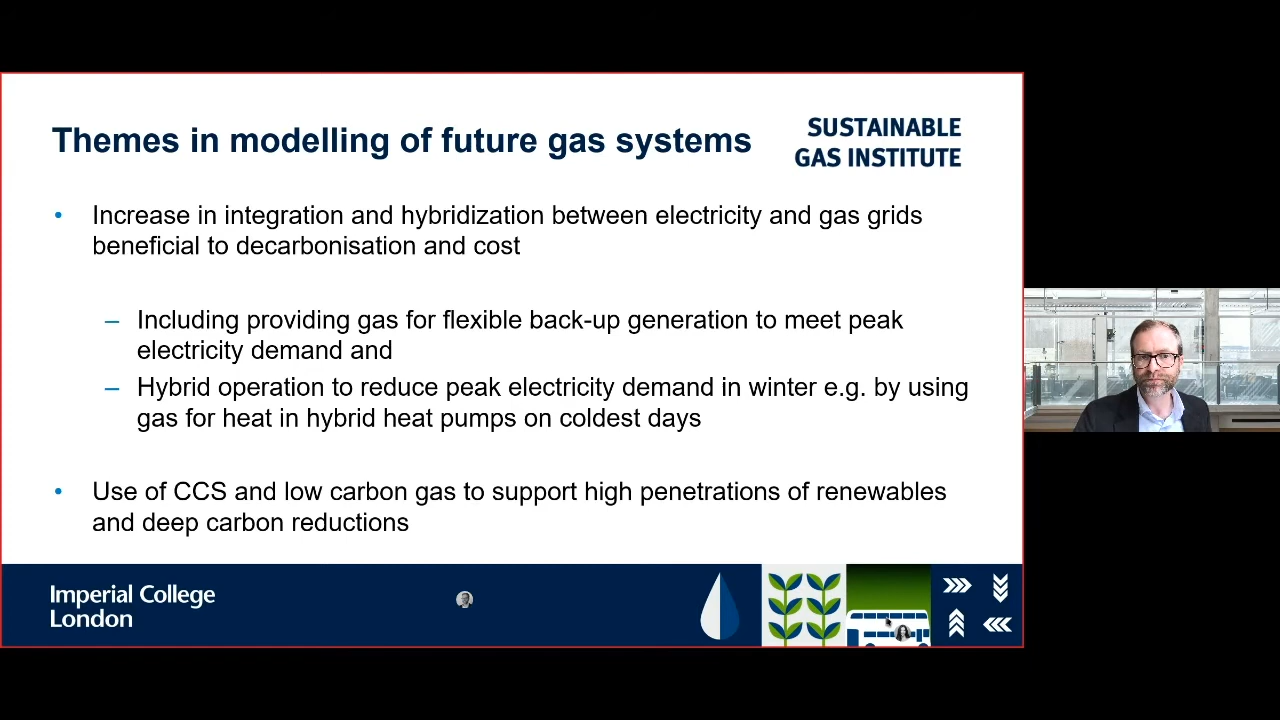 Themes in modelling of future gas systems
SUSTAINABLE
GAS INSTITUTE
• Increase in integration and hybridization between electricity and gas grids
beneficial to decarbonisation and cost
– Including providing gas for flexible back-up generation to meet peak
electricity demand and
– Hybrid operation to reduce peak electricity demand in winter e.g. by using
gas for heat in hybrid heat pumps on coldest days
• Use of CCS and low carbon gas to support high penetrations of renewables
and deep carbon reductions
Imperial College
London